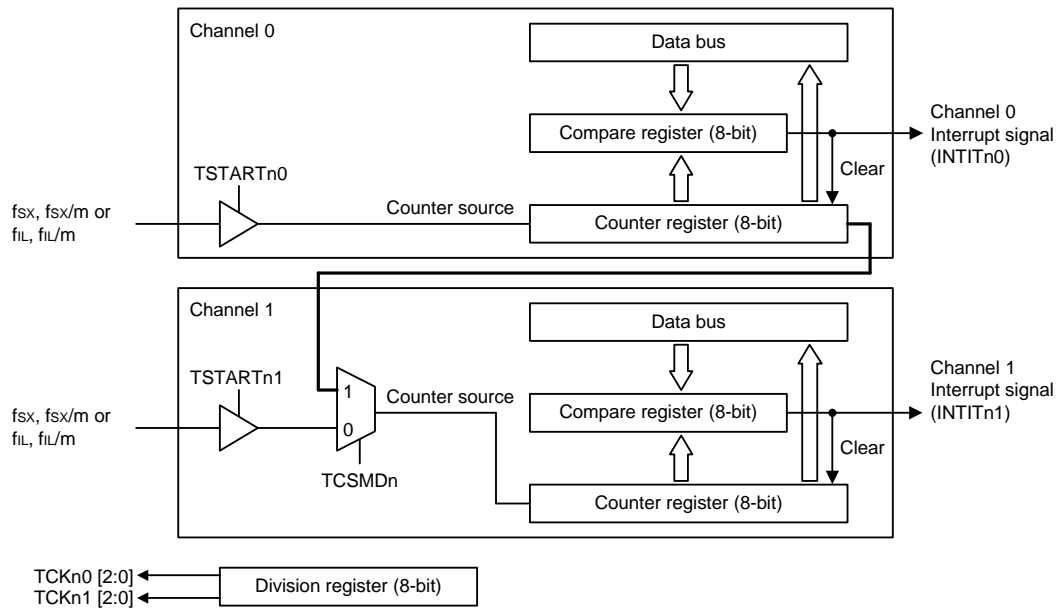 Channel 0
Data bus
Compare register (8-bit)
Channel 0
Interrupt signal
(INTITn0)
Clear
TSTARTn0
fSX, fSX/m or
fIL, fIL/m
Counter source
Counter register (8-bit)
Channel 1
Data bus
TSTARTn1
Channel 1
Interrupt signal
(INTITn1)
1
Counter source
Compare register (8-bit)
fSX, fSX/m or
fIL, fIL/m
0
Clear
TCSMDn
Counter register (8-bit)
TCKn0 [2:0]
TCKn1 [2:0]
Division register (8-bit)